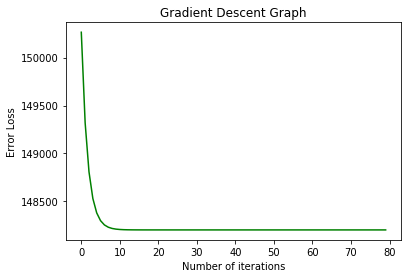 Gradient Descent Graph
150000
149500
149000
148500
Error Loss
0 10 20 30 40 50 60 70 80
Number of iterations